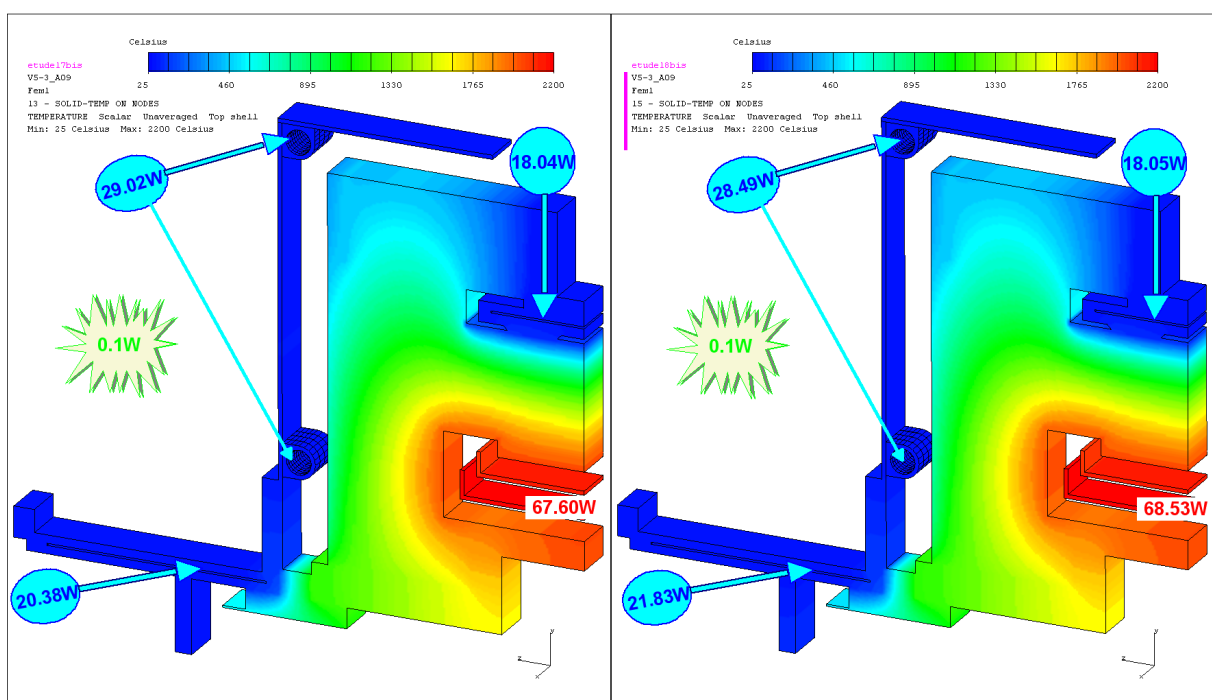 Celsius
25 460 895 1330 1765 2200
etude17bis
V5-3_A09
Fem1
13 - SOLID-TEMP ON NODES
TEMPERATURE Scalar Unaveraged Top shell
Min: 25 Celsius Max: 2200 Celsius
18.04W
29.02W
0.1W
67.60W
20.38W
y
z
x
Celsius
25 460 895 1330 1765 2200
etude18bis
V5-3_A09
Fem1
15 - SOLID-TEMP ON NODES
TEMPERATURE Scalar Unaveraged Top shell
Min: 25 Celsius Max: 2200 Celsius
18.05W
28.49W
0.1W
68.53W
21.83W
y
z
x